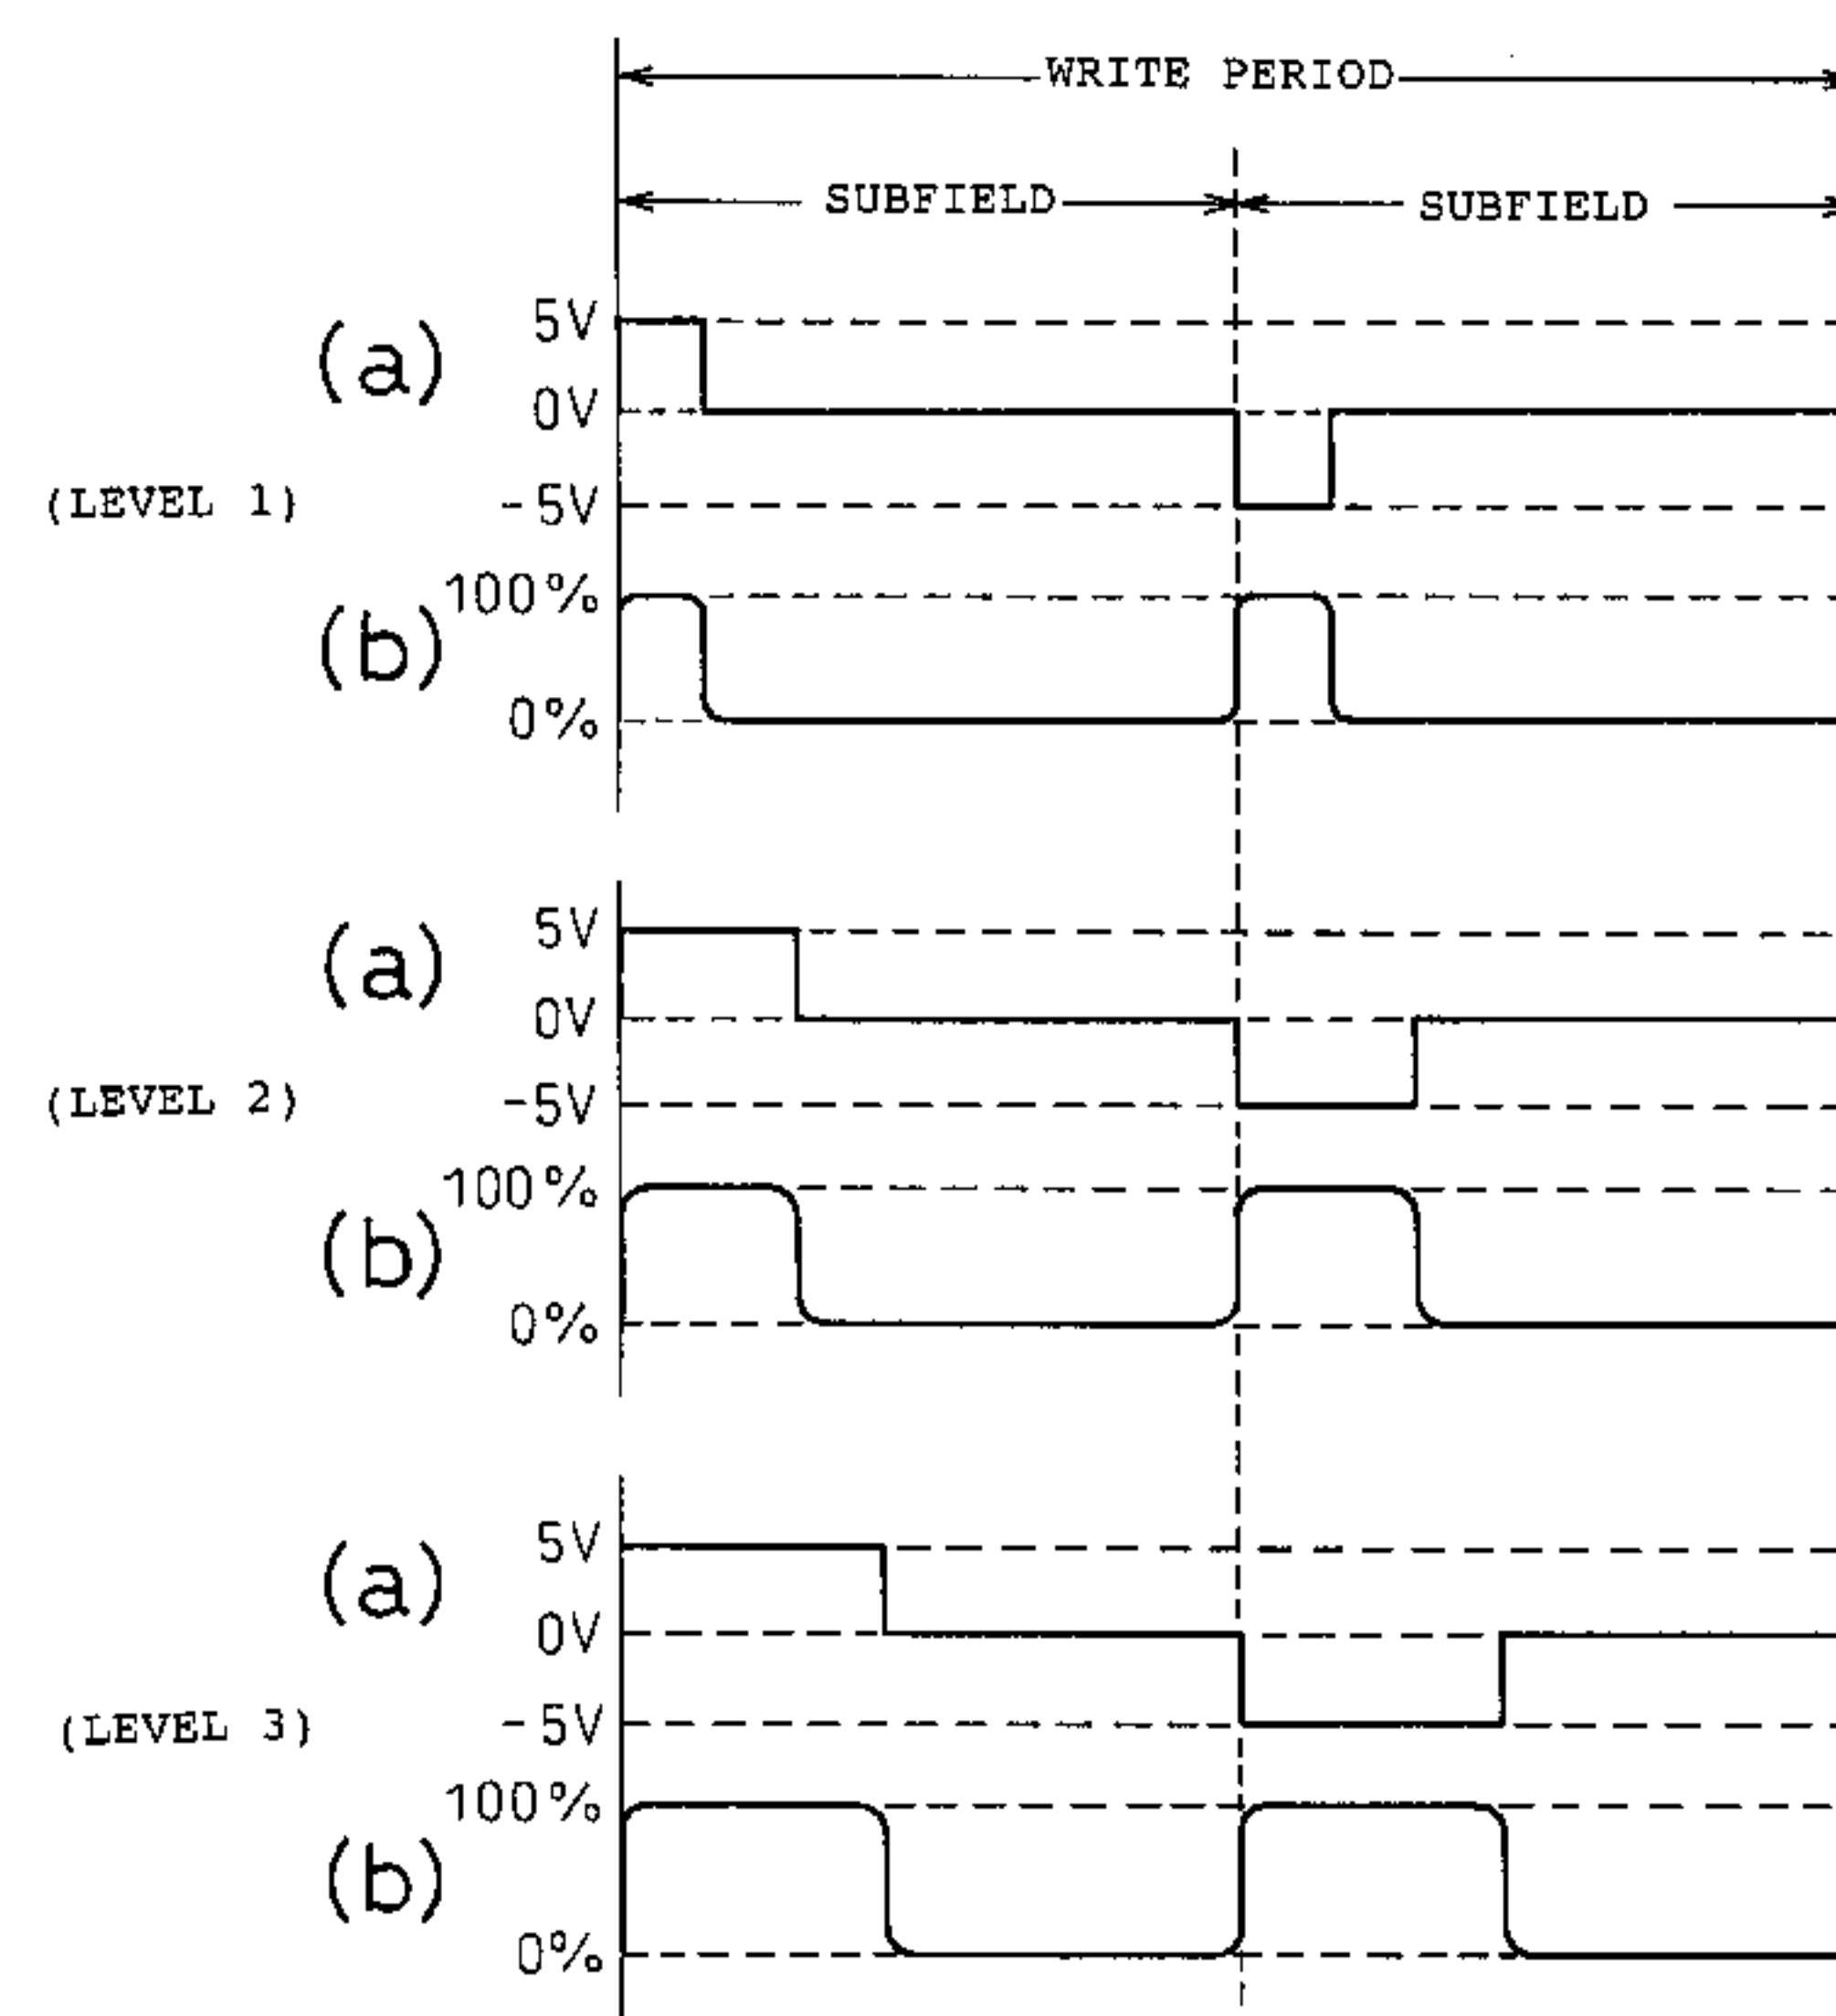 WRITE PERIOD
SUBFIELD SUBFIELD
(a) 5V
0V
(LEVEL 1) -5V
(b) 100%
0%
(a) 5V
0V
(LEVEL 2) -5V
(b) 100%
0%
(a) 5V
0V
(LEVEL 3) -5V
(b) 100%
0%